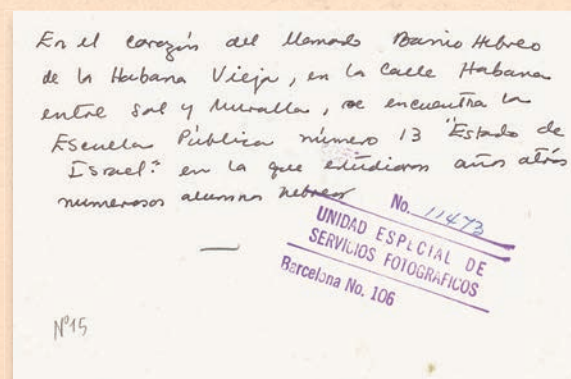 En el corazón del llamado Barrio Hebreo
de la Habana Vieja, en la Calle Habana
entre Sol y Muralla, se encuentra la
Escuela Pública número 13 "Estado de
Israel" en la que estudiaron años atrás
numerosos alumnos hebreos
No. 11473
UNIDAD ESPECIAL DE
SERVICIOS FOTOGRAFICOS
Barcelona No. 106
Nº15